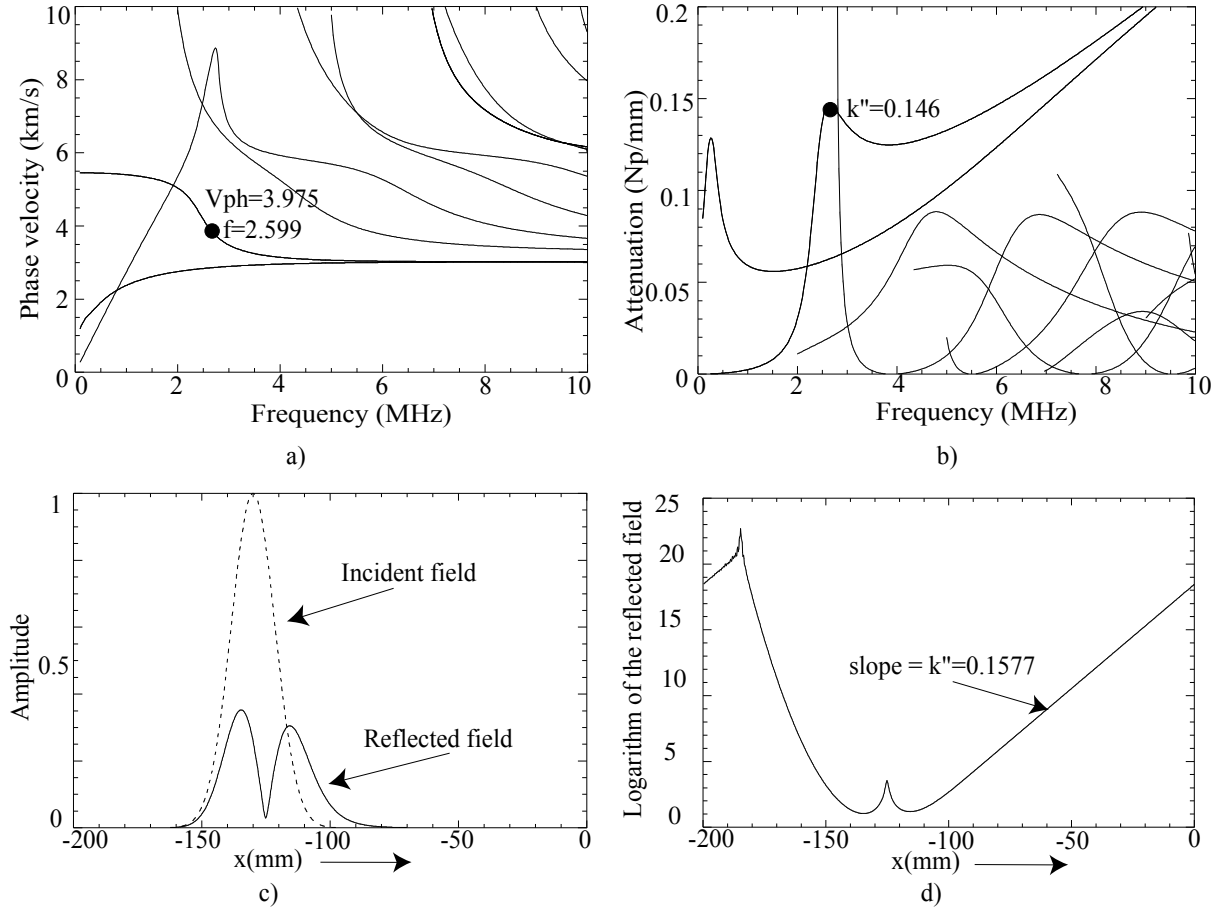 10
8
6
4
2
0
Phase velocity (km/s)
Vph=3.975
f=2.599
2 4 6 8 10
Frequency (MHz)
a)
0.2
0.15
0.1
0.05
0
Attenuation (Np/mm)
k"=0.146
0 2 4 6 8 10
Frequency (MHz)
b)
1
0.5
0
Amplitude
Incident field
Reflected field
-200 -150 -100 -50 0
x(mm)
c)
25
20
15
10
5
0
Logarithm of the reflected field
slope = k"=0.1577
-200 -150 -100 -50 0
x(mm)
d)